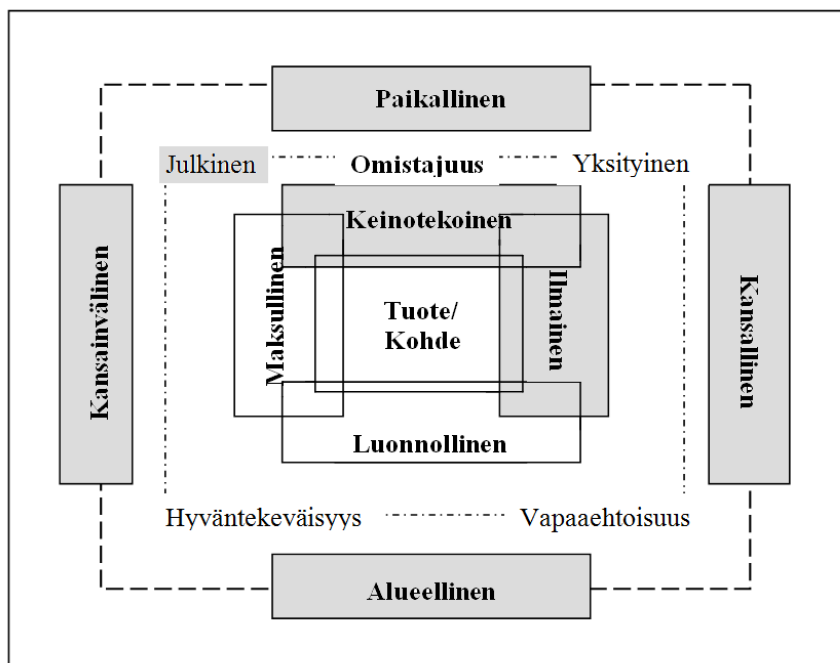 Paikallinen
Julkinen Omistajuus Yksityinen
Keinotekoinen
Kansainvälinen
Maksullinen
Tuote/
Kohde
Ilmainen
Kansallinen
Luonnollinen
Hyväntekeväisyys Vapaaehtoisuus
Alueellinen